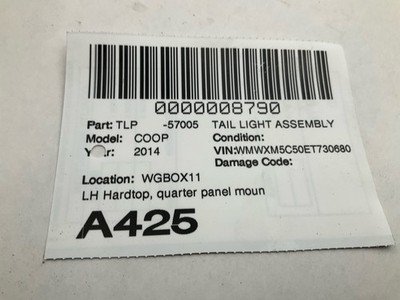 0000008790
Part: TLP -57005 TAIL LIGHT ASSEMBLY
Model: COOP Condition:
Year: 2014 VIN:WMWXM5C50ET730680
Damage Code:
Location: WGBOX11
LH Hardtop, quarter panel moun
A425